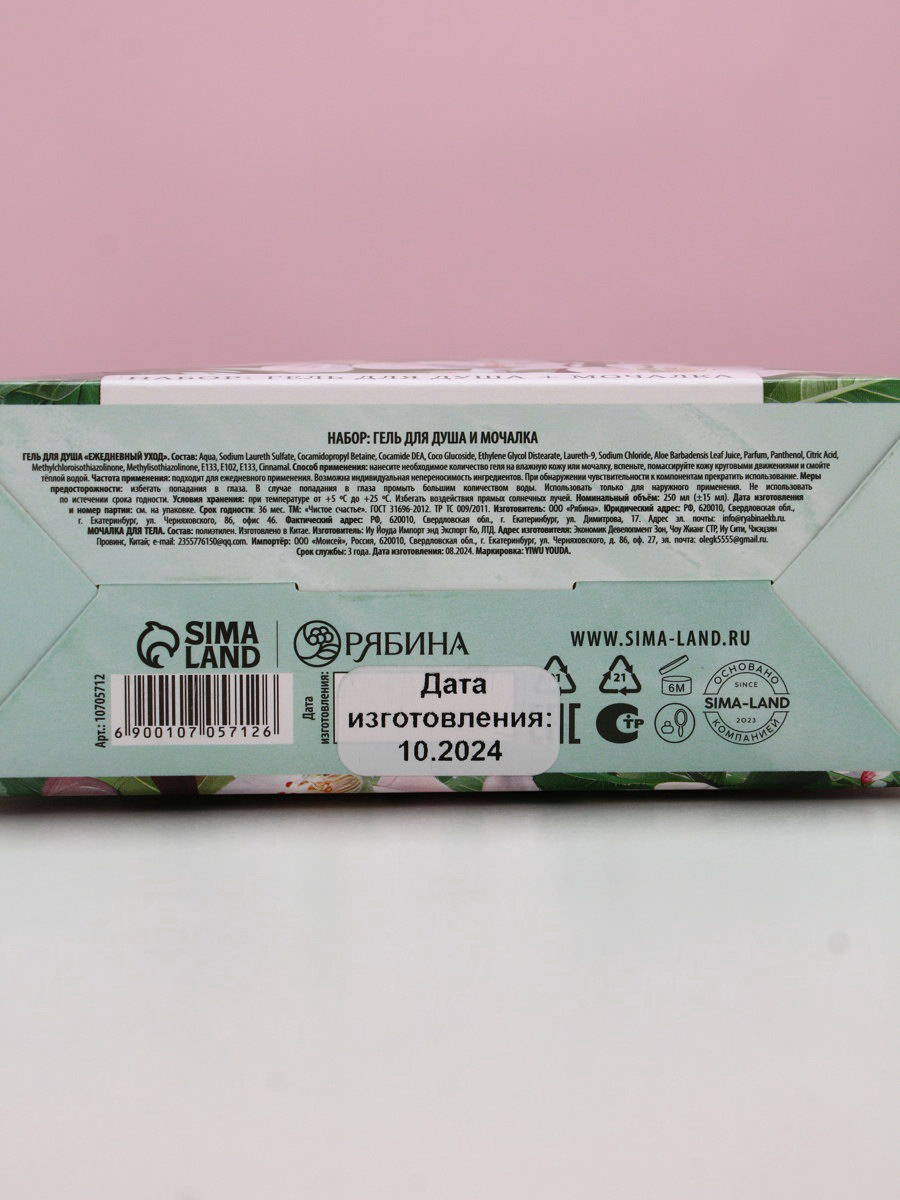 НАБОР: ГЕЛЬ ДЛЯ ДУША + МОЧАЛКА
НАБОР: ГЕЛЬ ДЛЯ ДУША И МОЧАЛКА
ГЕЛЬ ДЛЯ ДУША «ЕЖЕДНЕВНЫЙ УХОД». Состав: Aqua, Sodium Laureth Sulfate, Cocamidopropyl Betaine, Cocamide DEA, Coco Glucoside, Ethylene Glycol Distearate, Laureth-9, Sodium Chloride, Aloe Barbadensis Leaf Juice, Parfum, Panthenol, Citric Acid,
Methylchloroisothiazolinone, Methylisothiazolinone, E133, E102, E133, Cinnamal. Способ применения: нанесите необходимое количество геля на влажную кожу или мочалку, вспеньте, помассируйте кожу круговыми движениями и смойте
тёплой водой. Частота применения: подходит для ежедневного применения. Возможна индивидуальная непереносимость ингредиентов. При обнаружении чувствительности к компонентам прекратить использование. Меры
предосторожности: избегать попадания в глаза. В случае попадания в глаза промыть большим количеством воды. Использовать только для наружного применения. Не использовать
по истечении срока годности. Условия хранения: при температуре от +5 °C до +25 °C. Избегать воздействия прямых солнечных лучей. Номинальный объём: 250 мл (±15 мл). Дата изготовления
и номер партии: см. на упаковке. Срок годности: 36 мес. ТМ: «Чистое счастье». ГОСТ 31696-2012. ТР ТС 009/2011. Изготовитель: ООО «Рябина». Юридический адрес: РФ, 620010, Свердловская обл.,
г. Екатеринбург, ул. Черняховского, 86, офис 46. Фактический адрес: РФ, 620010, Свердловская обл., г. Екатеринбург, ул. Димитрова, 17. Адрес эл. почты: info@ryabinaekb.ru.
МОЧАЛКА ДЛЯ ТЕЛА. Состав: полиэтилен. Изготовлено в Китае. Изготовитель: Иу Йоуда Импорт энд Экспорт Ко, ЛТД. Адрес изготовителя: Экономик Девелопмент Зон, Чоу Жианг СТР, Иу Сити, Чжэцзян
Провинс, Китай; e-mail: 2355776150@qq.com. Импортёр: ООО «Моисей», Россия, 620010, Свердловская обл., г. Екатеринбург, ул. Черняховского, д. 86, оф. 27, эл. почта: olegk5555@gmail.ru.
Срок службы: 3 года. Дата изготовления: 08.2024. Маркировка: YIWU YOUDA.
SIMA
LAND
РЯБИНА
WWW.SIMA-LAND.RU
Арт.: 10705712
6 900107 057126
Дата
изготовления:
Дата
изготовления:
10.2024
21
6M
ОСНОВАНО
SINCE
SIMA-LAND
2023
КОМПАНИЕЙ